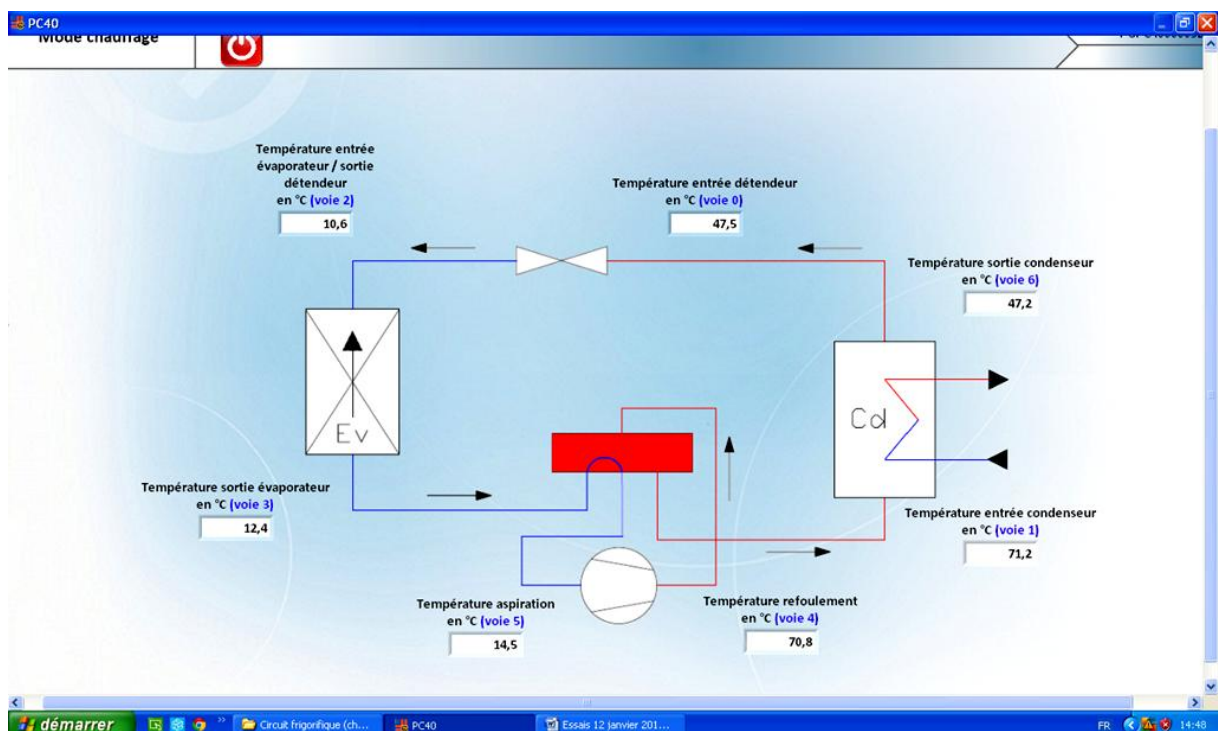 PC40
Mode chauffage
Température entrée
évaporateur / sortie
détendeur
en °C (voie 2)
10,6
Température entrée détendeur
en °C (voie 0)
47,5
Température sortie condenseur
en °C (voie 6)
47,2
Ev
Cd
Température sortie évaporateur
en °C (voie 3)
12,4
Température entrée condenseur
en °C (voie 1)
71,2
Température aspiration
en °C (voie 5)
14,5
Température refoulement
en °C (voie 4)
70,8
démarrer
Circuit frigorifique (ch...
PC40
Essais 12 janvier 201...
FR
14:48